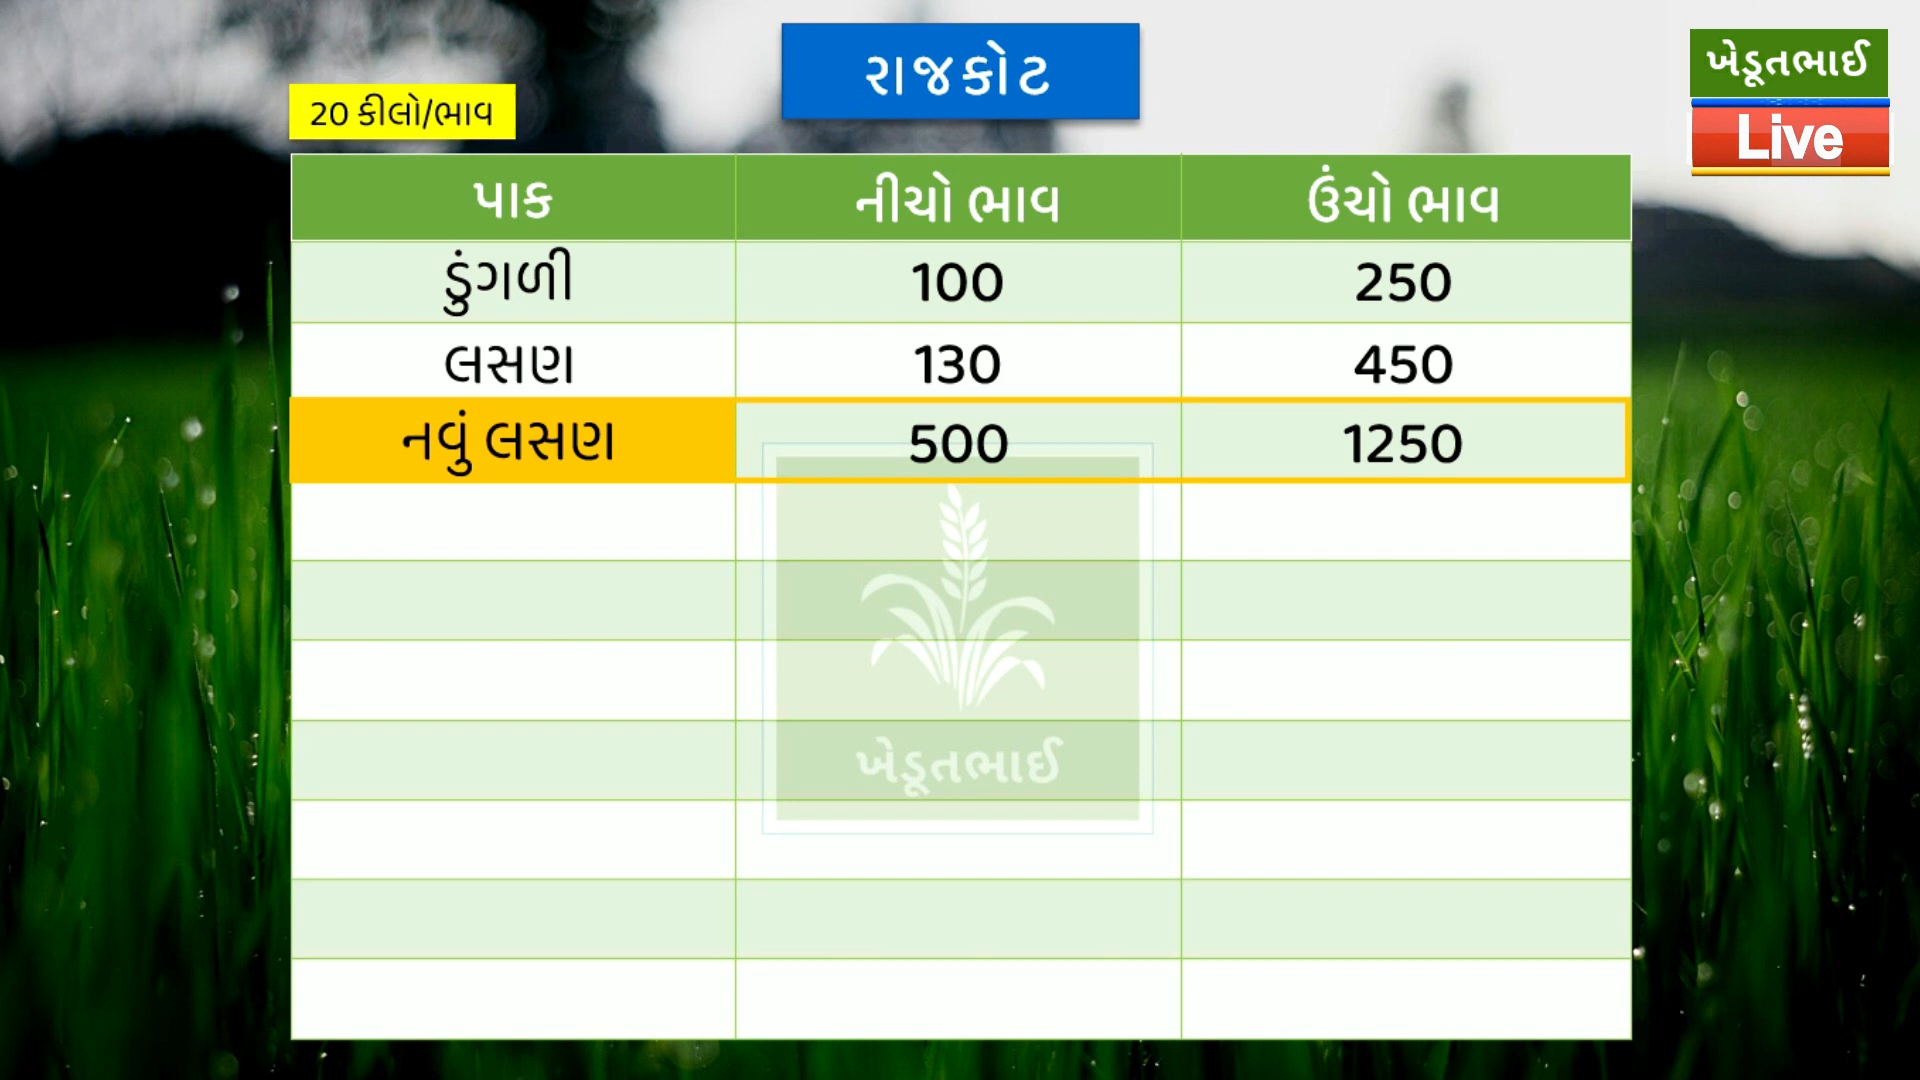 રાજકોટ
ખેડૂતભાઈ
Live
20 કીલો/ભાવ
પાક નીચો ભાવ ઉંચો ભાવ
ડુંગળી 100 250
લસણ 130 450
નવું લસણ 500 1250
ખેડૂતભાઈ